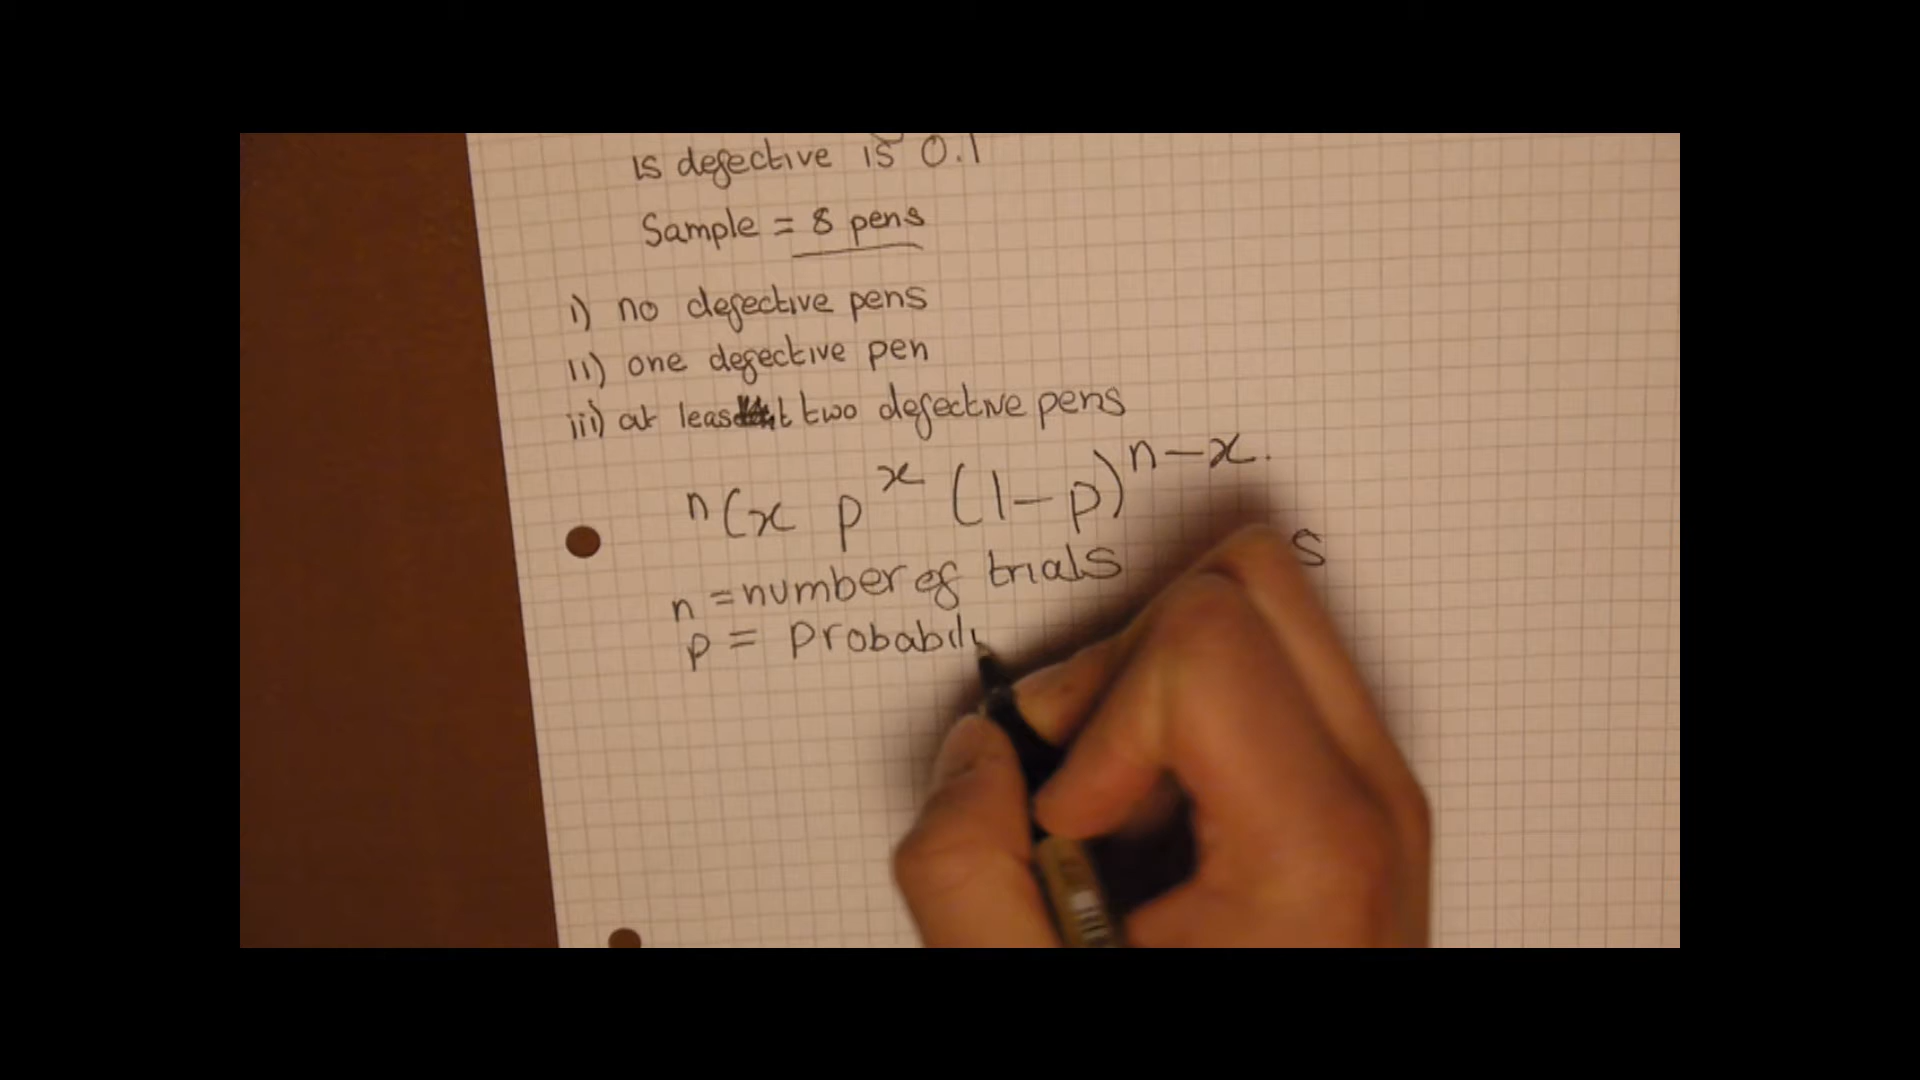 is defective is 0.1
Sample = 8 pens
i) no defective pens
ii) one defective pen
iii) at least two defective pens
nCx p^x (1-p)^n-x.
n = number of trials
s
p = Probabili